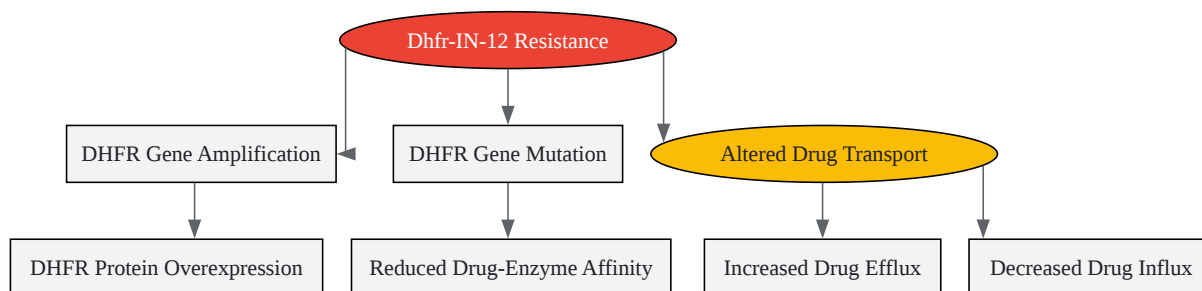 Dhfr-IN-12 Resistance
DHFR Gene Amplification
DHFR Gene Mutation
Altered Drug Transport
DHFR Protein Overexpression
Reduced Drug-Enzyme Affinity
Increased Drug Efflux
Decreased Drug Influx